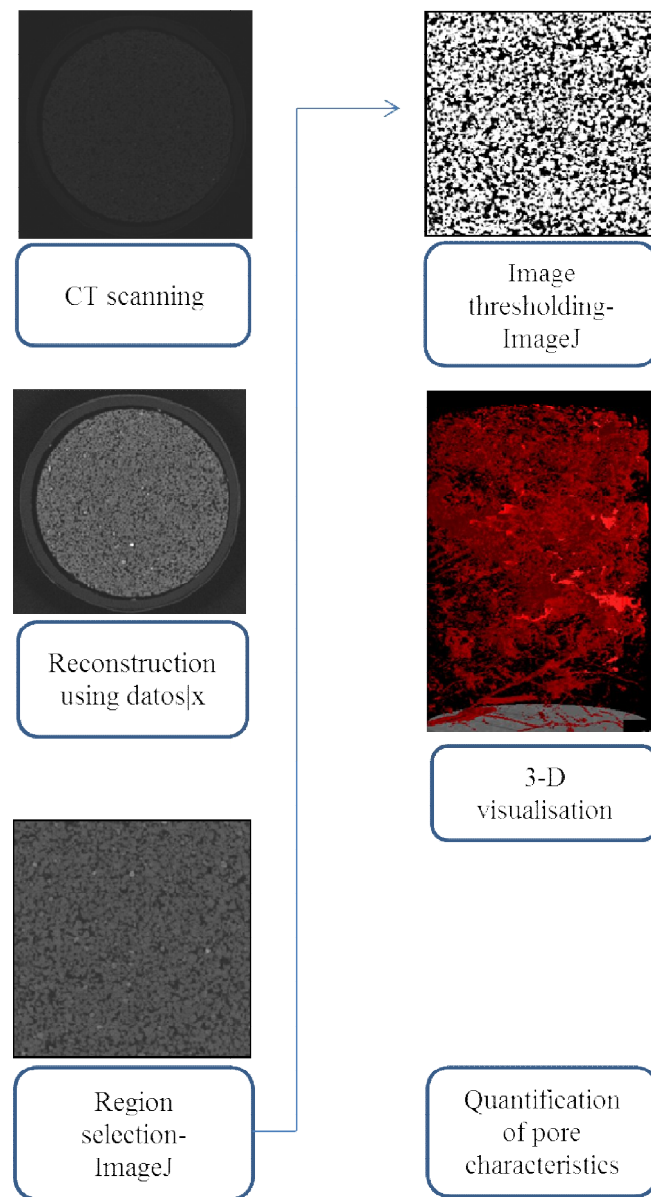 CT scanning
Reconstruction
using datos|x
Region
selection-
ImageJ
Image
thresholding-
ImageJ
3-D
visualisation
Quantification
of pore
characteristics